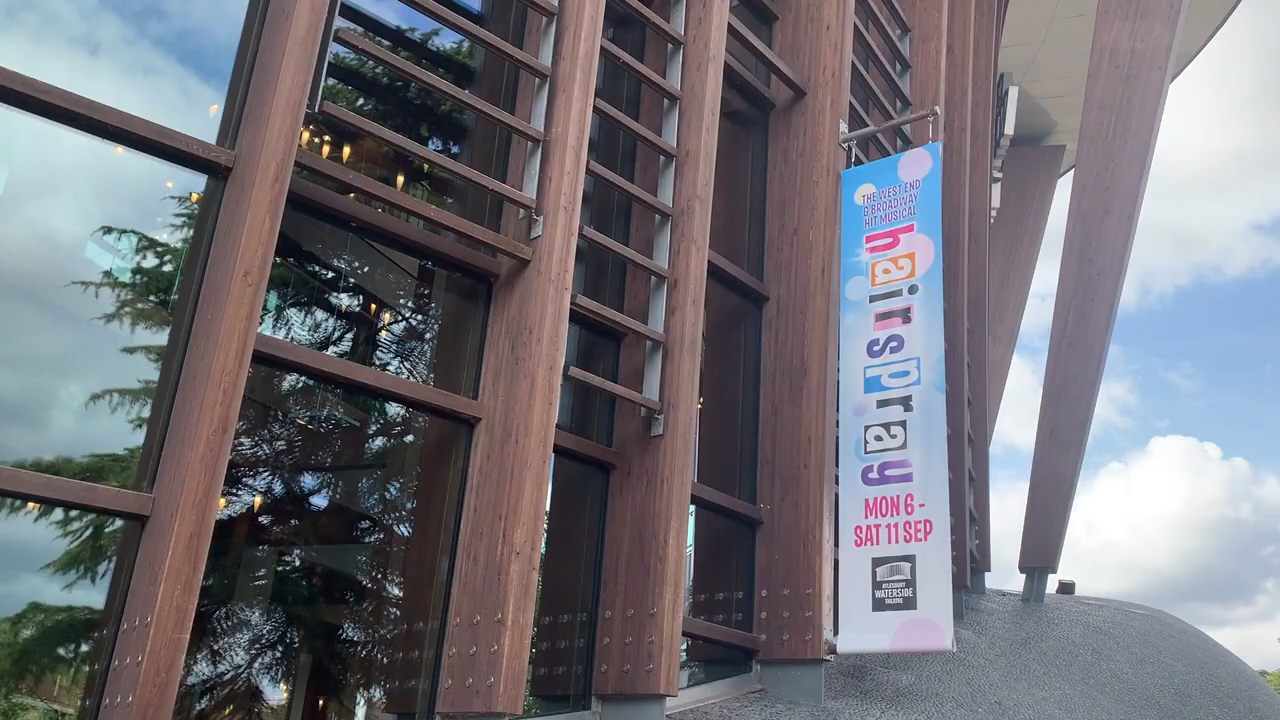 THE WEST END
& BROADWAY
HIT MUSICAL
hairspray
MON 6 -
SAT 11 SEP
AYLESBURY
WATERSIDE
THEATRE